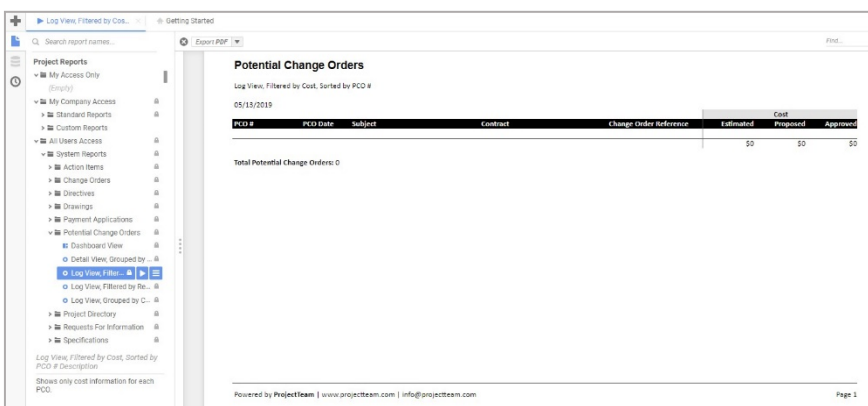 Log View, Filtered by Cos... ×
Getting Started
Search report names...
Project Reports
My Access Only
(Empty)
My Company Access
Standard Reports
Custom Reports
All Users Access
System Reports
Action Items
Change Orders
Directives
Drawings
Payment Applications
Potential Change Orders
Dashboard View
Detail View, Grouped by ...
Log View, Filter...
Log View, Filtered by Re...
Log View, Grouped by C...
Project Directory
Requests For Information
Specifications
Log View, Filtered by Cost, Sorted by
PCO # Description
Shows only cost information for each
PCO.
Export PDF
Find...
Potential Change Orders
Log View, Filtered by Cost, Sorted by PCO #
05/13/2019
Cost
PCO # PCO Date Subject Contract Change Order Reference Estimated Proposed Approved
$0 $0 $0
Total Potential Change Orders: 0
Powered by ProjectTeam | www.projectteam.com | info@projectteam.com Page 1